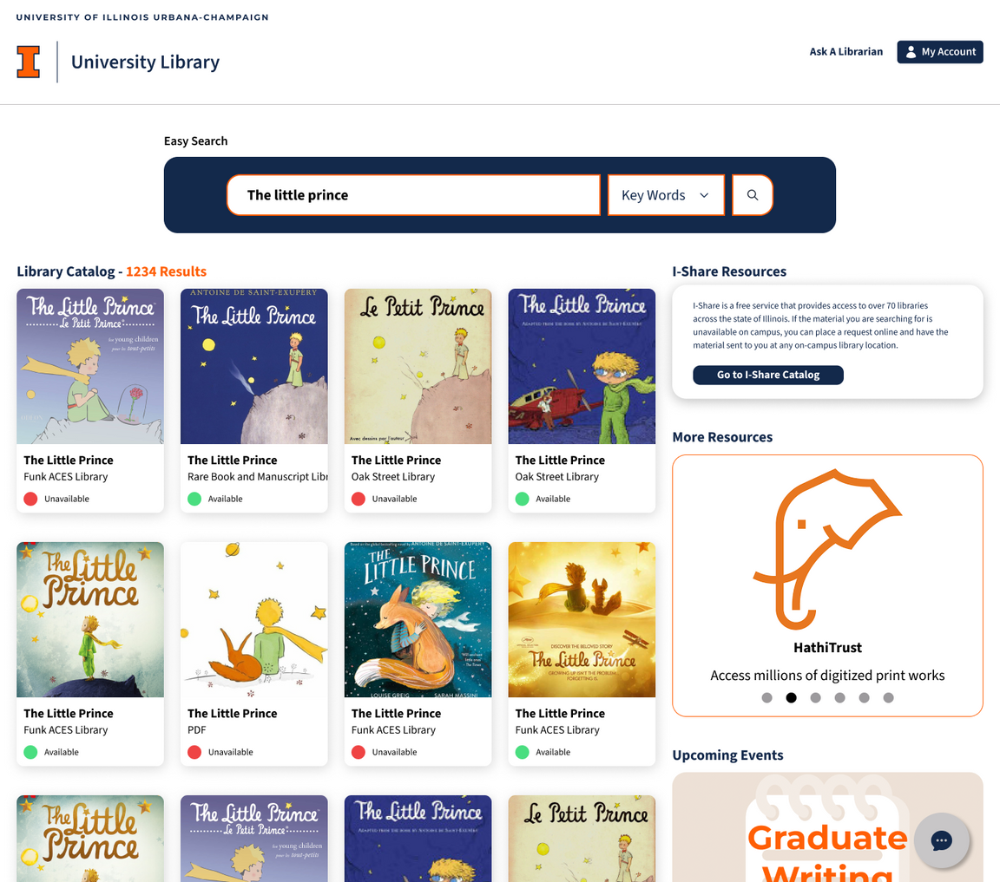 UNIVERSITY OF ILLINOIS URBANA-CHAMPAIGN
University Library
Ask A Librarian
My Account
Easy Search
The little prince
Key Words
Library Catalog - 1234 Results
The Little Prince
Le Petit Prince
for young children
pour les tout-petits
The Little Prince
Funk ACES Library
Unavailable
ANTOINE DE SAINT-EXUPÉRY
The Little Prince
The Little Prince
Rare Book and Manuscript Libr
Available
Le Petit Prince
Avec dessins par l'auteur
The Little Prince
Oak Street Library
Unavailable
The Little Prince
ADAPTED FROM THE BOOK BY ANTOINE DE SAINT-EXUPÉRY
The Little Prince
Oak Street Library
Available
The Little
Prince
The Little Prince
Funk ACES Library
Available
The Little Prince
PDF
Unavailable
Based on the global bestselling novel by ANTOINE DE SAINT-EXUPÉRY
THE
LITTLE PRINCE
LOUISE GREIG SARAH MASSINI
The Little Prince
Funk ACES Library
Unavailable
DISCOVER THE BELOVED STORY
The Little Prince
GROWING UP ISN'T THE PROBLEM
FORGETTING IS.
The Little Prince
Funk ACES Library
Available
The Little
Prince
The Little Prince
Le Petit Prince
for young children
pour les tout-petits
The Little Prince
ADAPTED FROM THE BOOK BY ANTOINE DE SAINT-EXUPÉRY
Le Petit Prince
I-Share Resources
I-Share is a free service that provides access to over 70 libraries
across the state of Illinois. If the material you are searching for is
unavailable on campus, you can place a request online and have the
material sent to you at any on-campus library location.
Go to I-Share Catalog
More Resources
HathiTrust
Access millions of digitized print works
Upcoming Events
Graduate
Writing